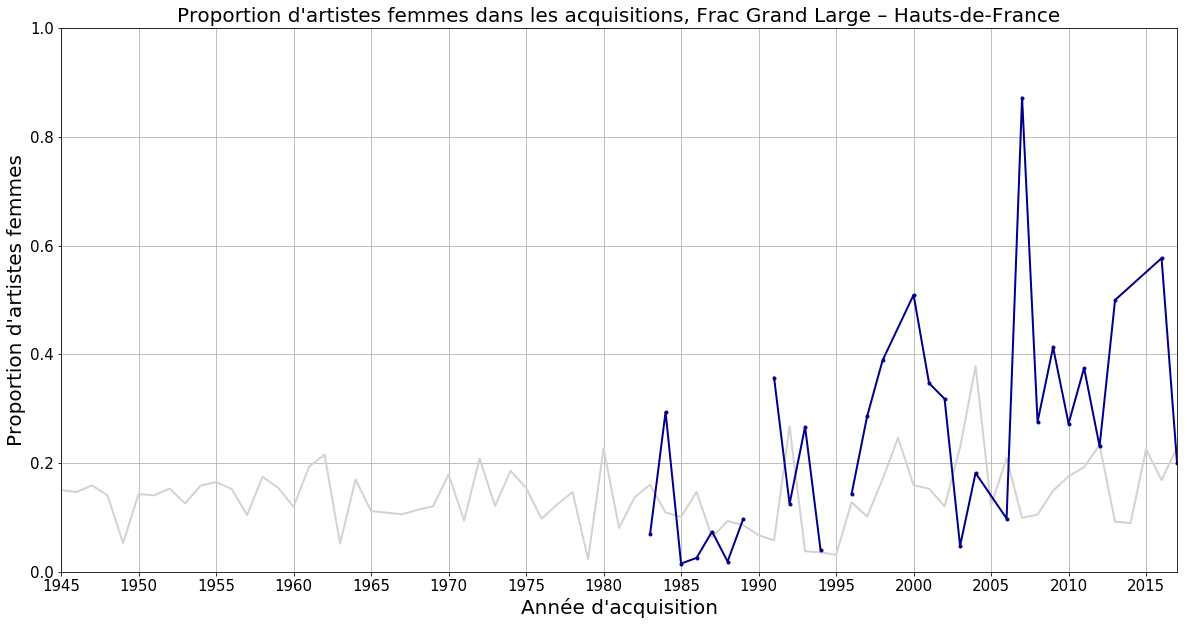 Proportion d'artistes femmes dans les acquisitions, Frac Grand Large – Hauts-de-France
1.0
0.8
0.6
0.4
0.2
0.0
Proportion d'artistes femmes
1945 1950 1955 1960 1965 1970 1975 1980 1985 1990 1995 2000 2005 2010 2015
Année d'acquisition